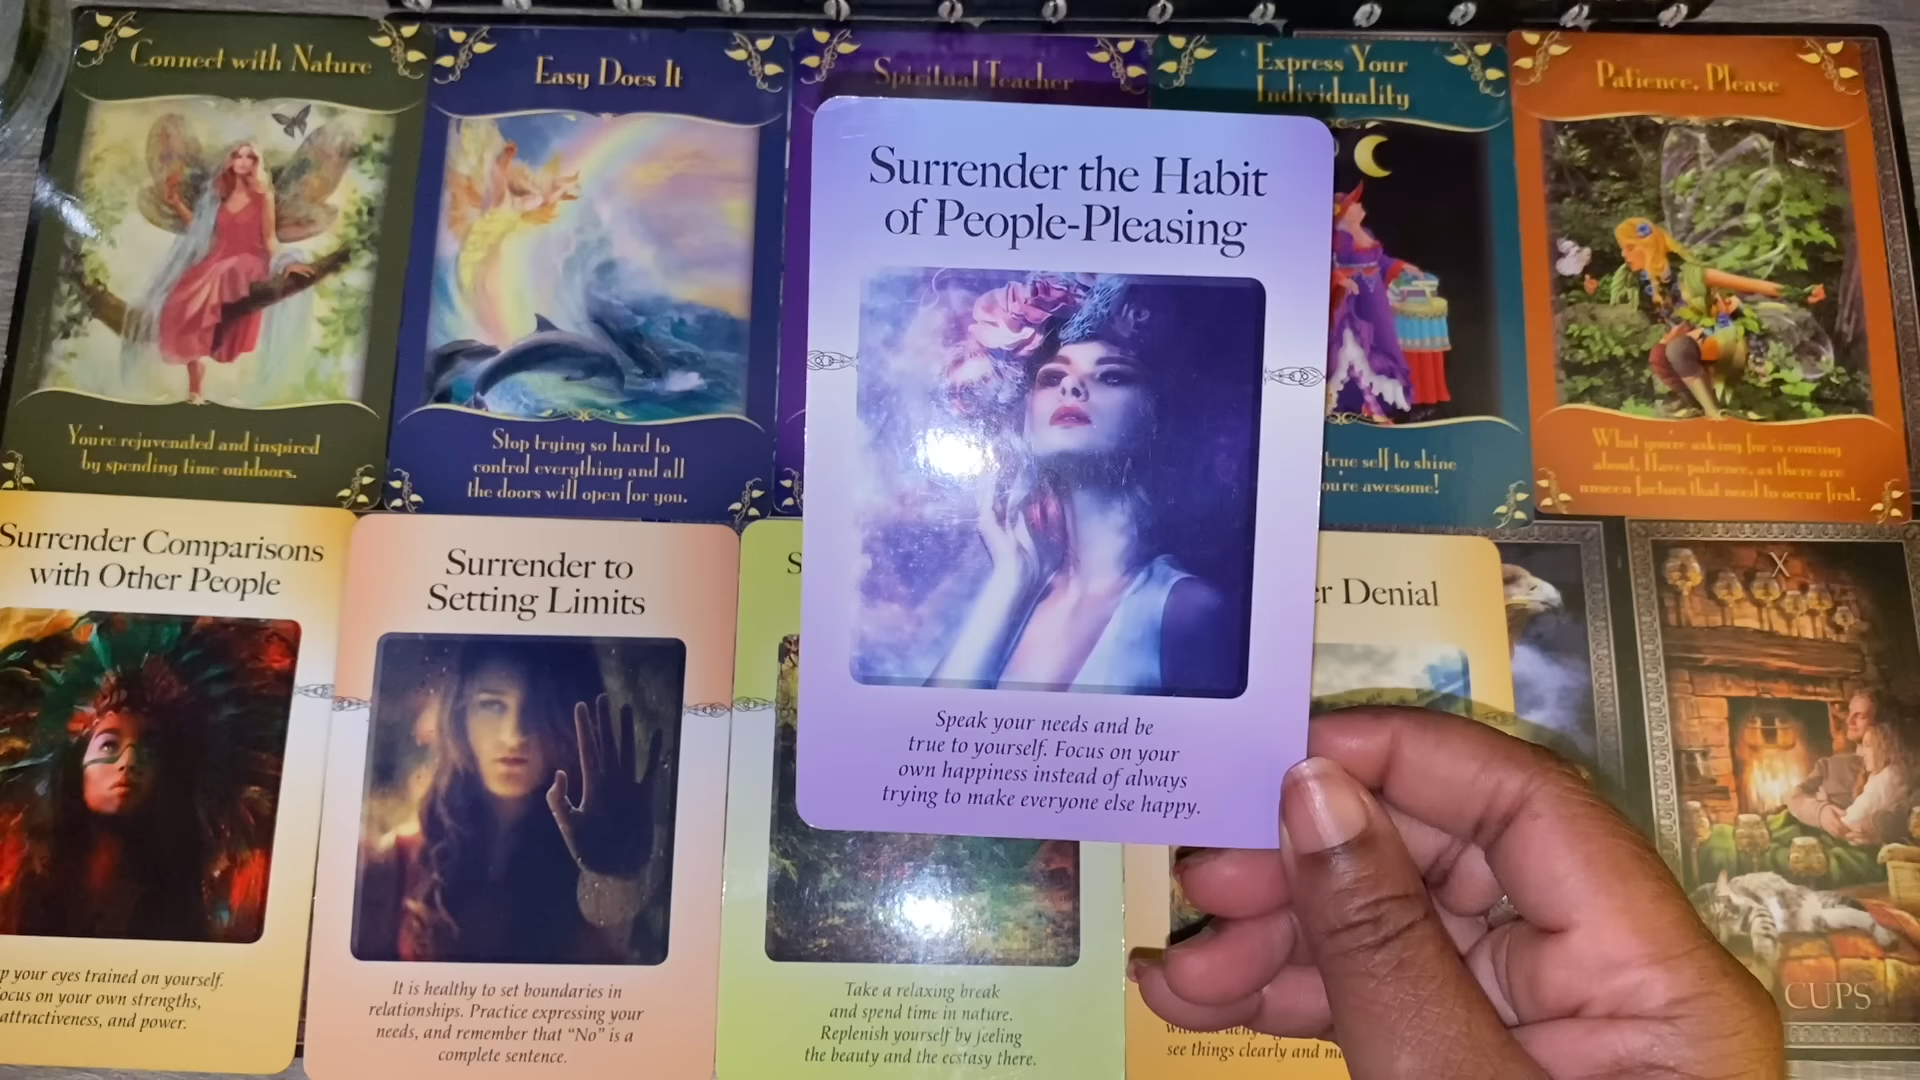 Connect with Nature
You're rejuvenated and inspired
by spending time outdoors.
Easy Does It
Stop trying so hard to
control everything and all
the doors will open for you.
Spiritual Teacher
Express Your
Individuality
true self to shine
ou're awesome!
Patience, Please
What you're asking for is coming
about. Have patience, as there are
unseen factors that need to occur first.
Surrender the Habit
of People-Pleasing
Speak your needs and be
true to yourself. Focus on your
own happiness instead of always
trying to make everyone else happy.
Surrender Comparisons
with Other People
p your eyes trained on yourself.
ocus on your own strengths,
attractiveness, and power.
Surrender to
Setting Limits
It is healthy to set boundaries in
relationships. Practice expressing your
needs, and remember that "No" is a
complete sentence.
S
Take a relaxing break
and spend time in nature.
Replenish yourself by feeling
the beauty and the ecstasy there.
er Denial
see things clearly and m
X
CUPS